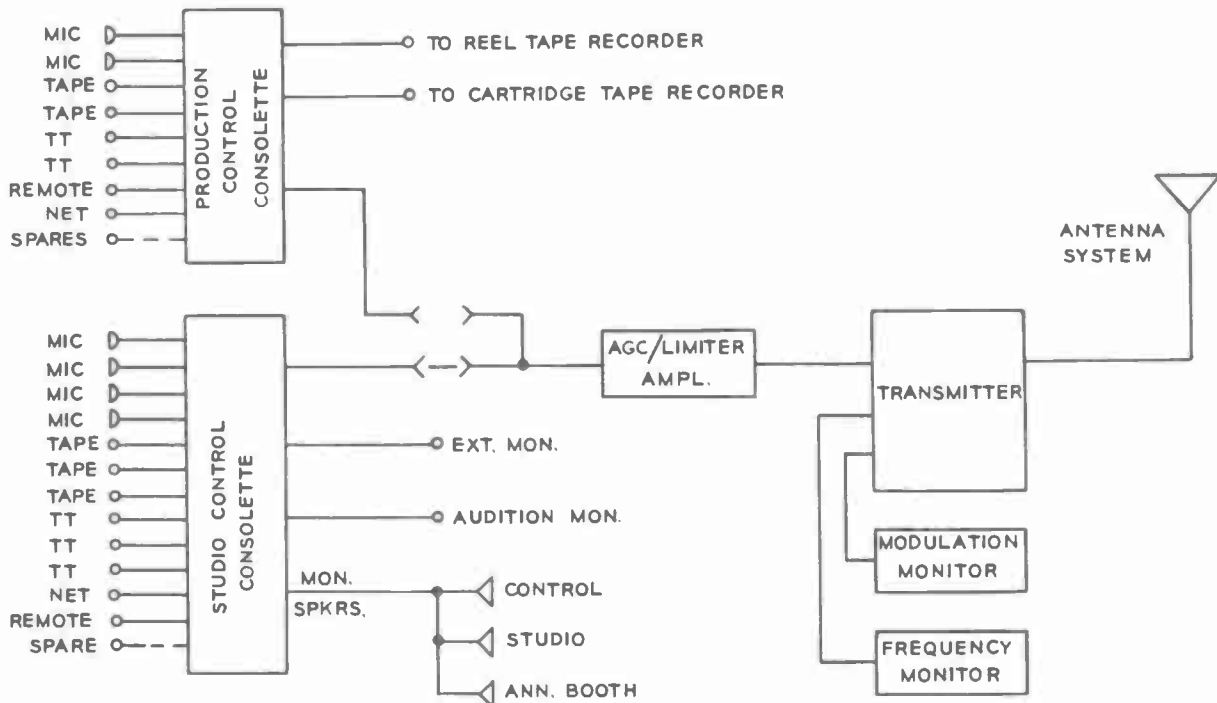 MIC
MIC
TAPE
TAPE
TT
TT
REMOTE
NET
SPARES
PRODUCTION
CONTROL
CONSOLETTE
TO REEL TAPE RECORDER
TO CARTRIDGE TAPE RECORDER
MIC
MIC
MIC
MIC
TAPE
TAPE
TAPE
TT
TT
TT
NET
REMOTE
SPARE
STUDIO CONTROL
CONSOLETTE
EXT. MON.
AUDITION MON.
MON.
SPKRS.
CONTROL
STUDIO
ANN. BOOTH
AGC/LIMITER
AMPL.
TRANSMITTER
ANTENNA
SYSTEM
MODULATION
MONITOR
FREQUENCY
MONITOR